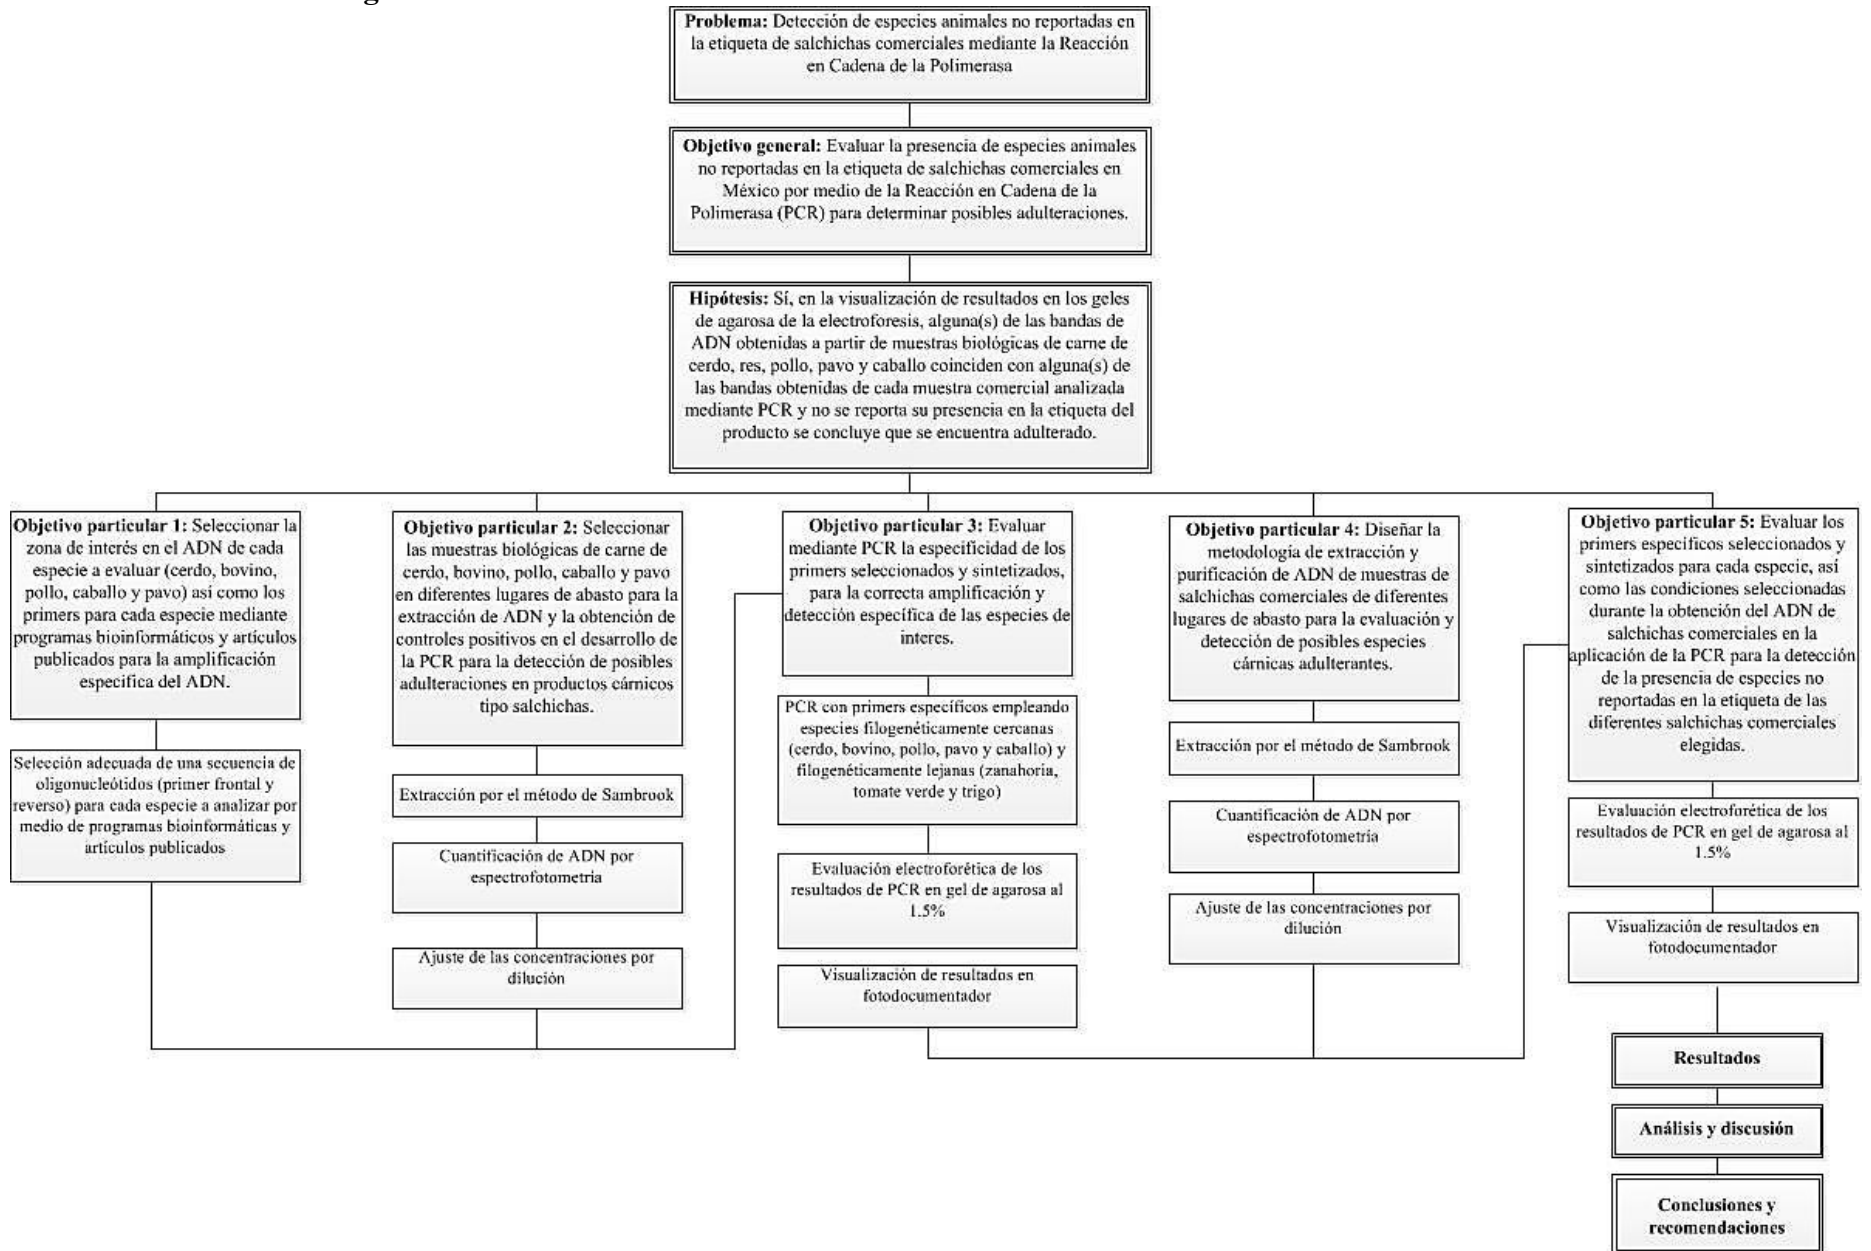 Problema: Detección de especies animales no reportadas en
la etiqueta de salchichas comerciales mediante la Reacción
en Cadena de la Polimerasa
Objetivo general: Evaluar la presencia de especies animales
no reportadas en la etiqueta de salchichas comerciales en
México por medio de la Reacción en Cadena de la
Polimerasa (PCR) para determinar posibles adulteraciones.
Hipótesis: Sí, en la visualización de resultados en los geles
de agarosa de la electroforesis, alguna(s) de las bandas de
ADN obtenidas a partir de muestras biológicas de carne de
cerdo, res, pollo, pavo y caballo coinciden con alguna(s) de
las bandas obtenidas de cada muestra comercial analizada
mediante PCR y no se reporta su presencia en la etiqueta del
producto se concluye que se encuentra adulterado.
Objetivo particular 1: Seleccionar la
zona de interés en el ADN de cada
especie a evaluar (cerdo, bovino,
pollo, caballo y pavo) así como los
primers para cada especie mediante
programas bioinformáticos y artículos
publicados para la amplificación
especifica del ADN.
Selección adecuada de una secuencia de
oligonucleótidos (primer frontal y
reverso) para cada especie a analizar por
medio de programas bioinformáticas y
artículos publicados
Objetivo particular 2: Seleccionar
las muestras biológicas de carne de
cerdo, bovino, pollo, caballo y pavo
en diferentes lugares de abasto para la
extracción de ADN y la obtención de
controles positivos en el desarrollo de
la PCR para la detección de posibles
adulteraciones en productos cárnicos
tipo salchichas.
Extracción por el método de Sambrook
Cuantificación de ADN por
espectrofotometría
Ajuste de las concentraciones por
dilución
Objetivo particular 3: Evaluar
mediante PCR la especificidad de los
primers seleccionados y sintetizados,
para la correcta amplificación y
detección específica de las especies de
interes.
PCR con primers específicos empleando
especies filogenéticamente cercanas
(cerdo, bovino, pollo, pavo y caballo) y
filogenéticamente lejanas (zanahoria,
tomate verde y trigo)
Evaluación electroforética de los
resultados de PCR en gel de agarosa al
1.5%
Visualización de resultados en
fotodocumentador
Objetivo particular 4: Diseñar la
metodología de extracción y
purificación de ADN de muestras de
salchichas comerciales de diferentes
lugares de abasto para la evaluación y
detección de posibles especies
cárnicas adulterantes.
Extracción por el método de Sambrook
Cuantificación de ADN por
espectrofotometría
Ajuste de las concentraciones por
dilución
Objetivo particular 5: Evaluar los
primers específicos seleccionados y
sintetizados para cada especie, así
como las condiciones seleccionadas
durante la obtención del ADN de
salchichas comerciales en la
aplicación de la PCR para la detección
de la presencia de especies no
reportadas en la etiqueta de las
diferentes salchichas comerciales
elegidas.
Evaluación electroforética de los
resultados de PCR en gel de agarosa al
1.5%
Visualización de resultados en
fotodocumentador
Resultados
Análisis y discusión
Conclusiones y
recomendaciones